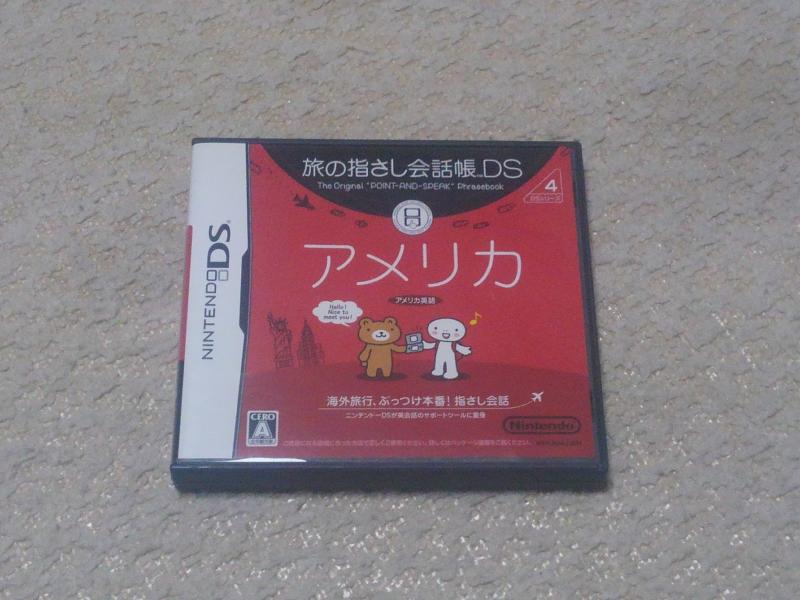 旅の指さし会話帳DS
The Original "POINT-AND-SPEAK" Phrasebook
4
DSシリーズ
アメリカ
アメリカ英語
Hello!
Nice to
meet you!
海外旅行、ぶっつけ本番!指さし会話
ニンテンドーDSが英会話のサポートツールに変身
NINTENDO DS
CERO
A
Nintendo